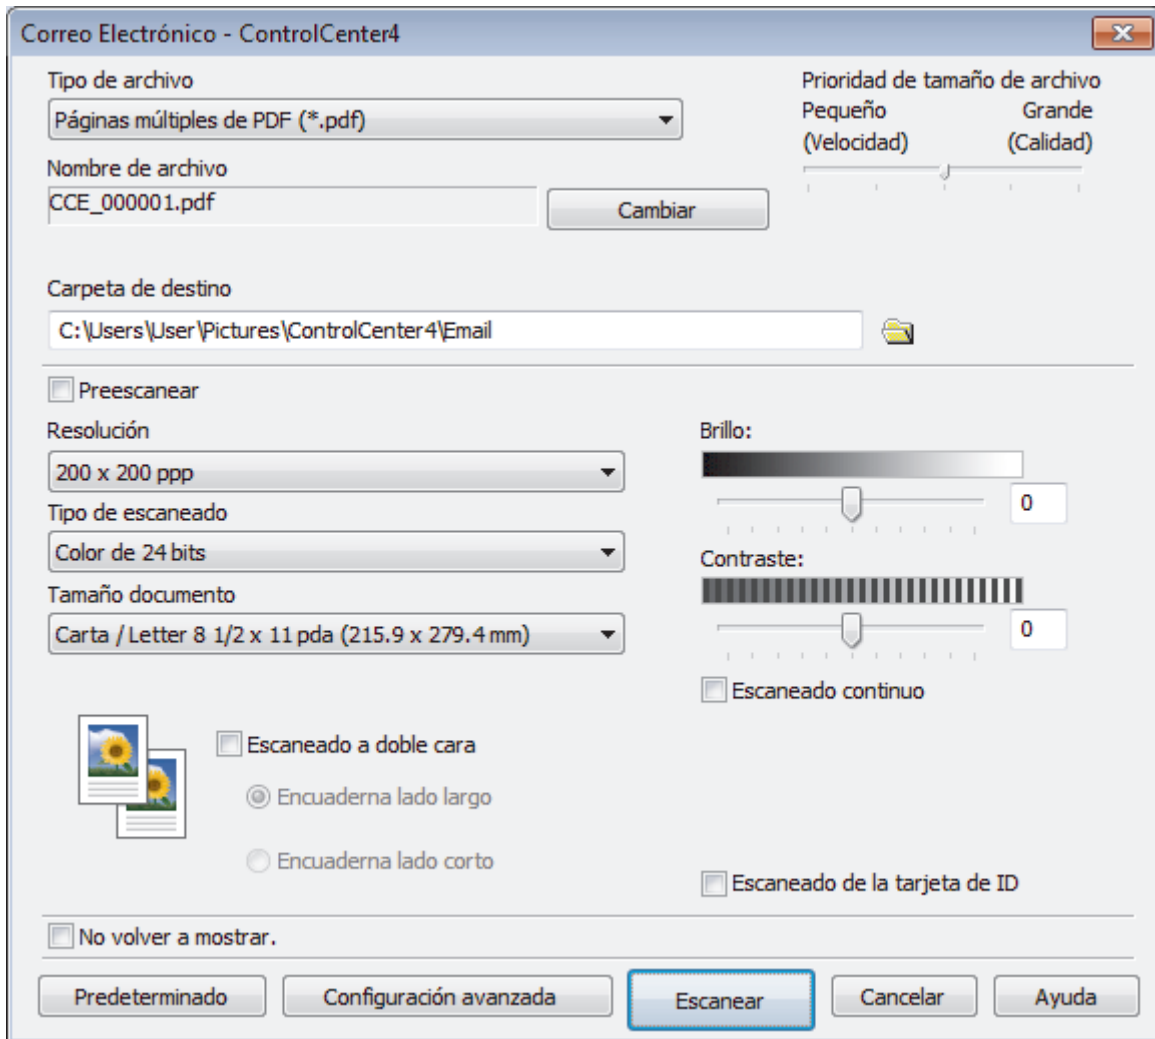 Correo Electrónico - ControlCenter4
Tipo de archivo
Páginas múltiples de PDF (*.pdf)
Prioridad de tamaño de archivo
Pequeño Grande
(Velocidad) (Calidad)
Nombre de archivo
CCE_000001.pdf
Cambiar
Carpeta de destino
C:\Users\User\Pictures\ControlCenter4\Email
Preescanear
Resolución
200 x 200 ppp
Tipo de escaneado
Color de 24 bits
Tamaño documento
Carta / Letter 8 1/2 x 11 pda (215.9 x 279.4 mm)
Brillo:
0
Contraste:
0
Escaneado continuo
Escaneado a doble cara
Encuaderna lado largo
Encuaderna lado corto
Escaneado de la tarjeta de ID
No volver a mostrar.
Predeterminado Configuración avanzada Escanear Cancelar Ayuda